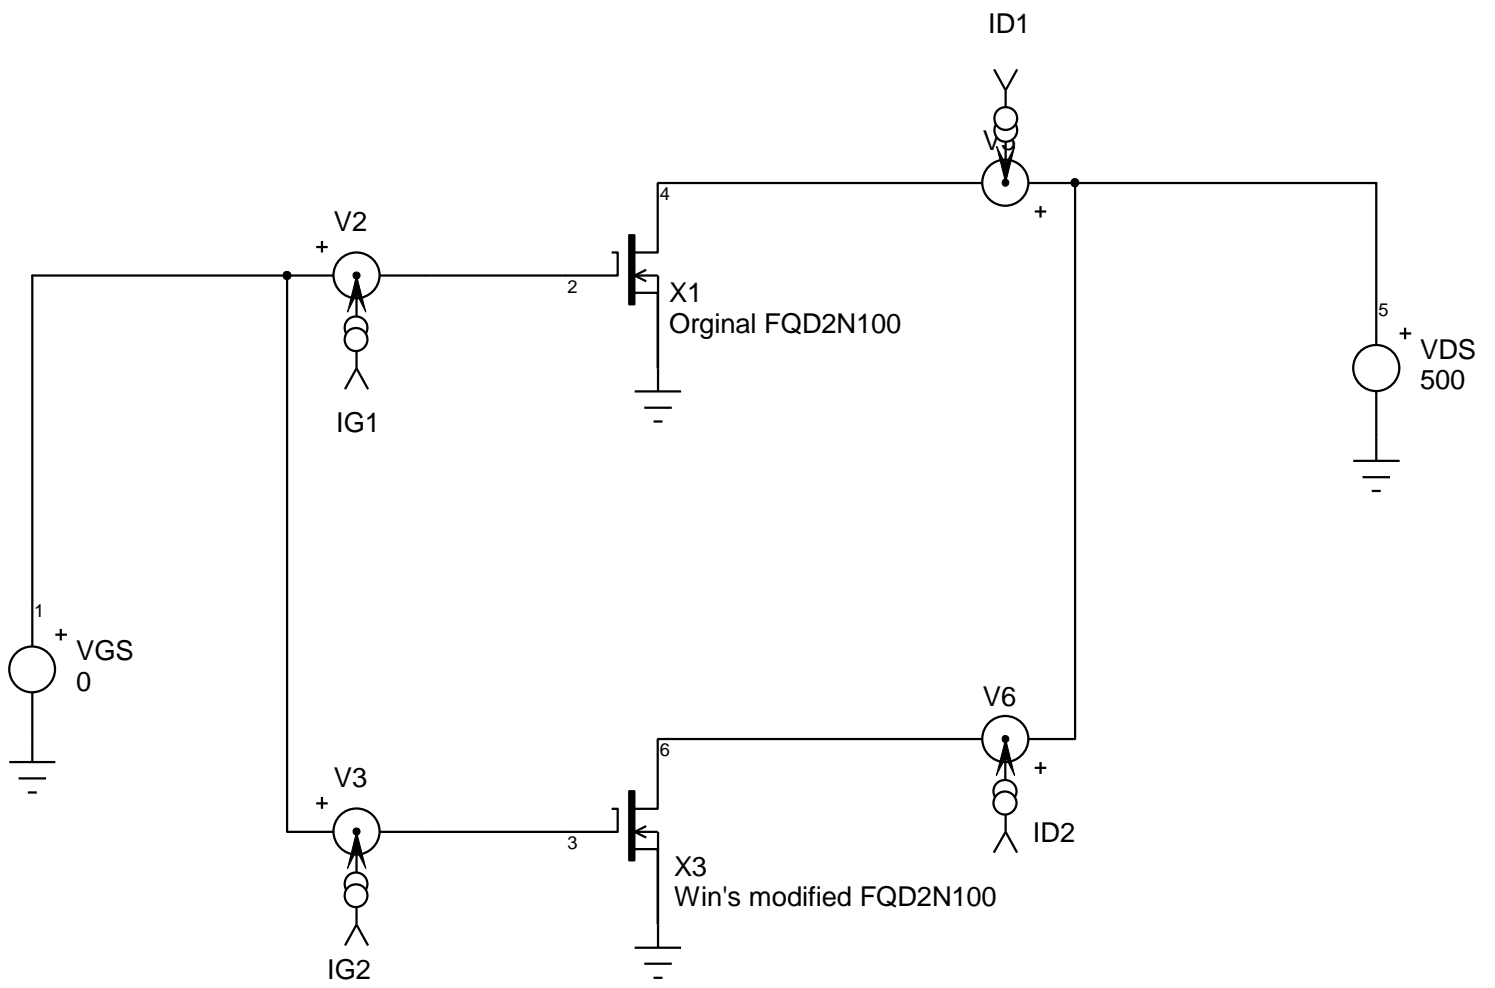 ID1
V
4
+
V2
+
2
X1
Orginal FQD2N100
IG1
5
+
VDS
500
1
+
VGS
0
V6
6
+
ID2
V3
+
3
X3
Win's modified FQD2N100
IG2